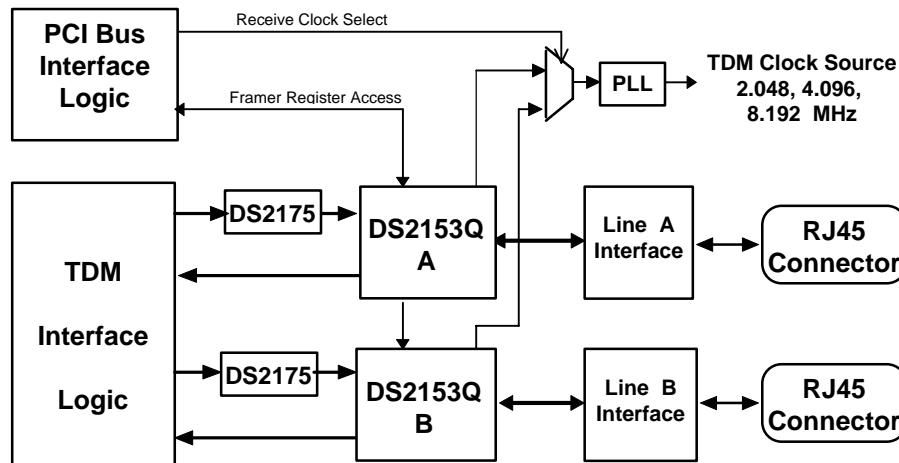 Receive Clock Select
PCI Bus
Interface
Logic
Framer Register Access
PLL
TDM Clock Source
2.048, 4.096,
8.192 MHz
TDM
Interface
Logic
DS2175
DS2153Q
A
Line A
Interface
RJ45
Connector
DS2175
DS2153Q
B
Line B
Interface
RJ45
Connector